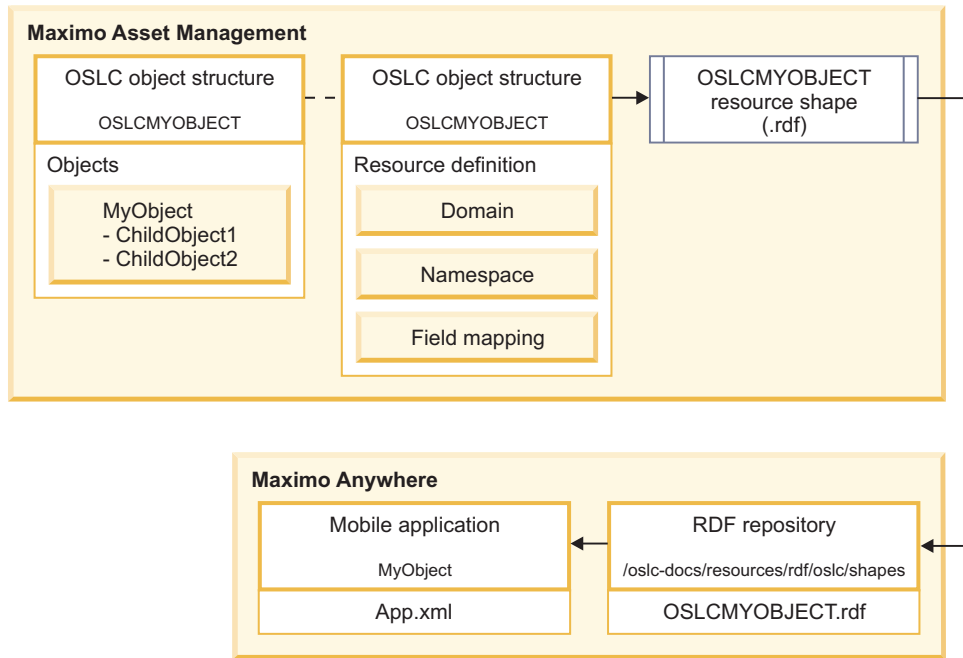 Maximo Asset Management
OSLC object structure
OSLCMYOBJECT
Objects
MyObject
- ChildObject1
- ChildObject2
OSLC object structure
OSLCMYOBJECT
Resource definition
Domain
Namespace
Field mapping
OSLCMYOBJECT
resource shape
(.rdf)
Maximo Anywhere
Mobile application
MyObject
App.xml
RDF repository
/oslc-docs/resources/rdf/oslc/shapes
OSLCMYOBJECT.rdf